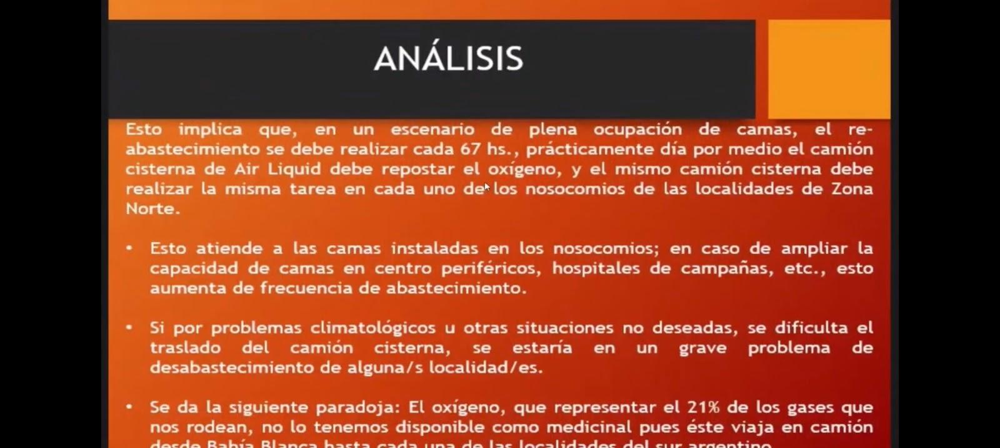 ANÁLISIS
Esto implica que, en un escenario de plena ocupación de camas, el re-
abastecimiento se debe realizar cada 67 hs., prácticamente día por medio el camión
cisterna de Air Liquid debe repostar el oxígeno, y el mismo camión cisterna debe
realizar la misma tarea en cada uno de los nosocomios de las localidades de Zona
Norte.
• Esto atiende a las camas instaladas en los nosocomios; en caso de ampliar la
capacidad de camas en centro periféricos, hospitales de campañas, etc., esto
aumenta de frecuencia de abastecimiento.
• Si por problemas climatológicos u otras situaciones no deseadas, se dificulta el
traslado del camión cisterna, se estaría en un grave problema de
desabastecimiento de alguna/s localidad/es.
• Se da la siguiente paradoja: El oxígeno, que representar el 21% de los gases que
nos rodean, no lo tenemos disponible como medicinal pues éste viaja en camión
desde Bahía Blanca hasta cada una de las localidades del sur argentino